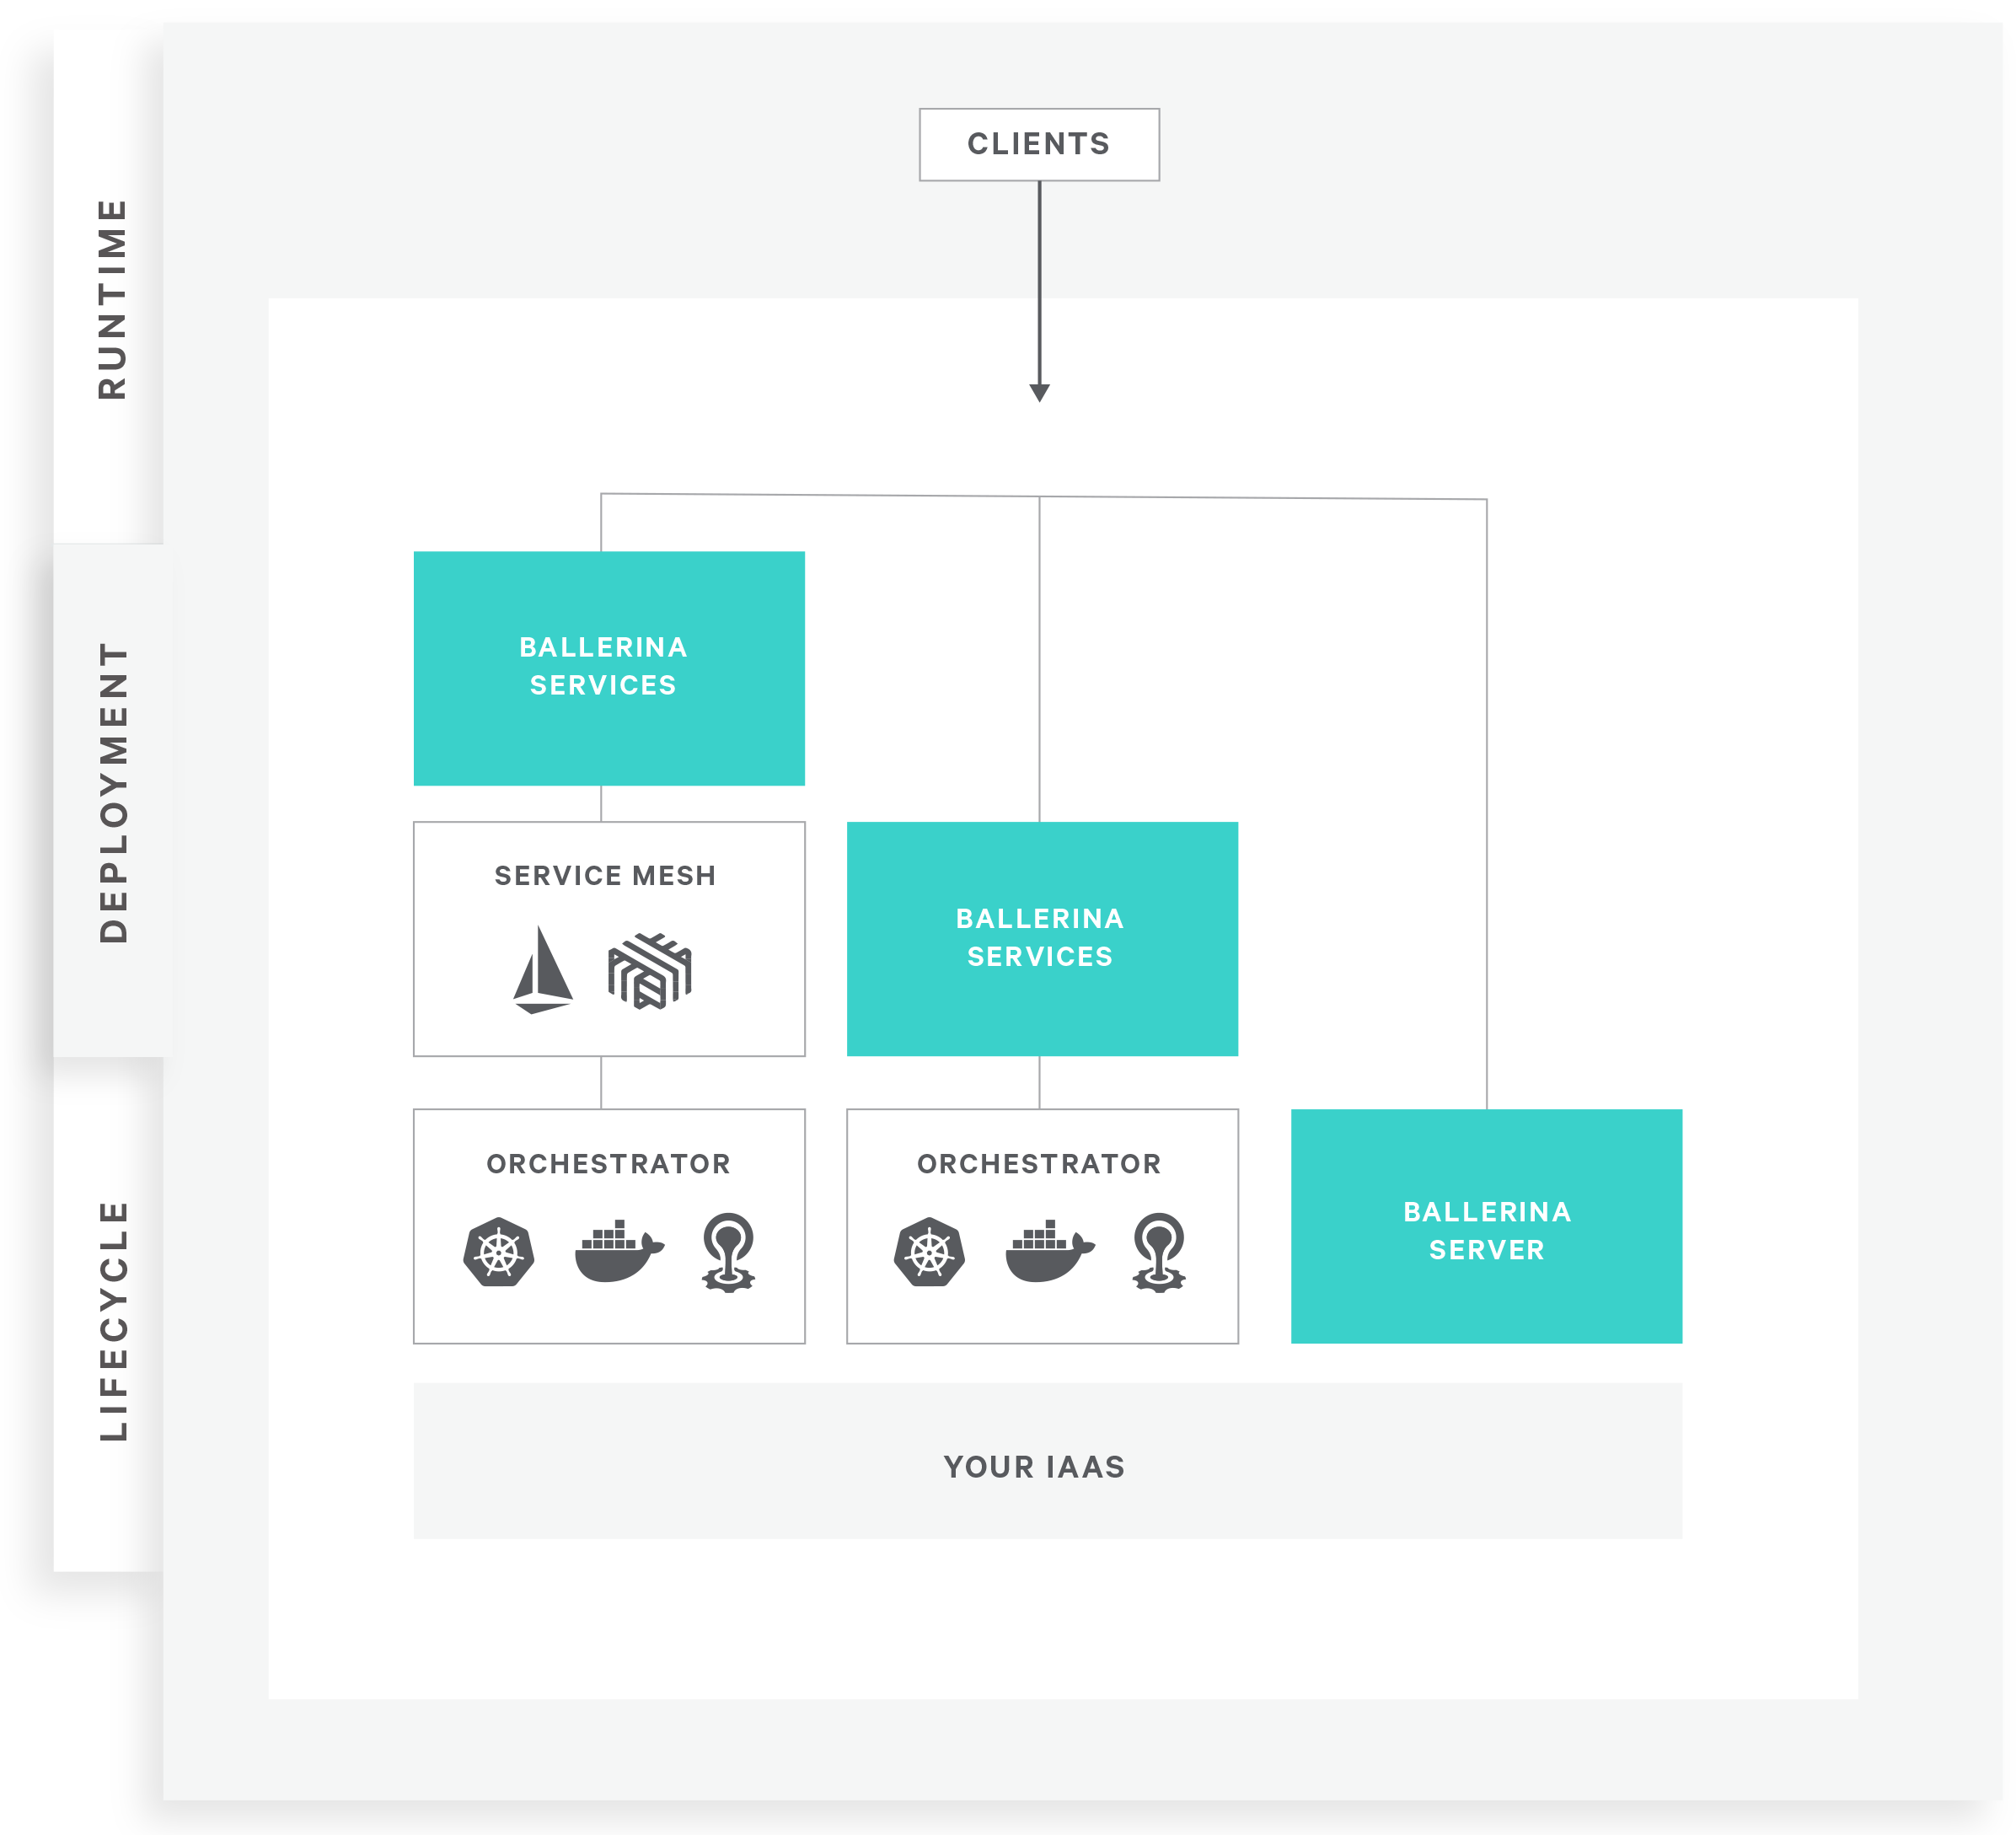 RUNTIME
DEPLOYMENT
LIFECYCLE
CLIENTS
BALLERINA
SERVICES
SERVICE MESH
BALLERINA
SERVICES
ORCHESTRATOR
ORCHESTRATOR
BALLERINA
SERVER
YOUR IAAS